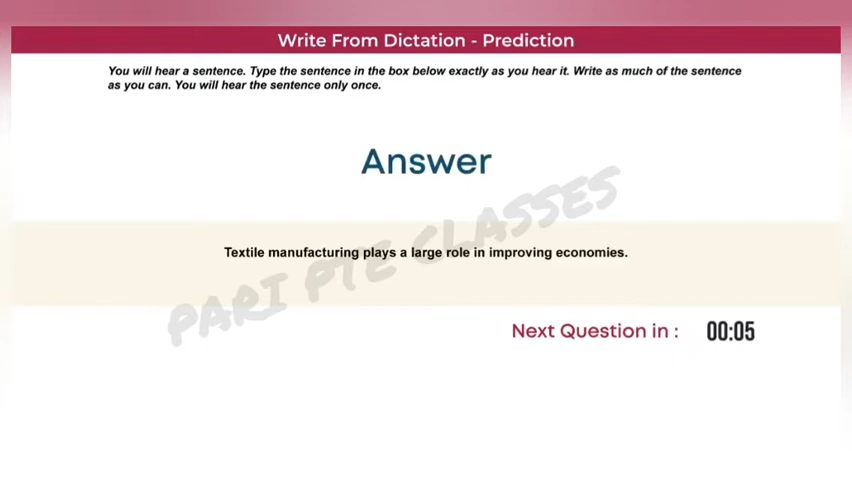 Write From Dictation - Prediction
You will hear a sentence. Type the sentence in the box below exactly as you hear it. Write as much of the sentence
as you can. You will hear the sentence only once.
Answer
Textile manufacturing plays a large role in improving economies.
PARI PTE CLASSES
Next Question in : 00:05